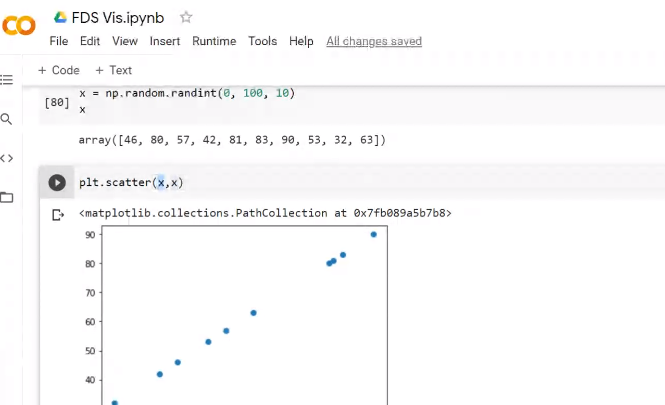 FDS Vis.ipynb
File Edit View Insert Runtime Tools Help All changes saved
+ Code + Text
x = np.random.randint(0, 100, 10)
[80]
x
array([46, 80, 57, 42, 81, 83, 90, 53, 32, 63])
plt.scatter(x,x)
<matplotlib.collections.PathCollection at 0x7fb089a5b7b8>
90
80
70
60
50
40